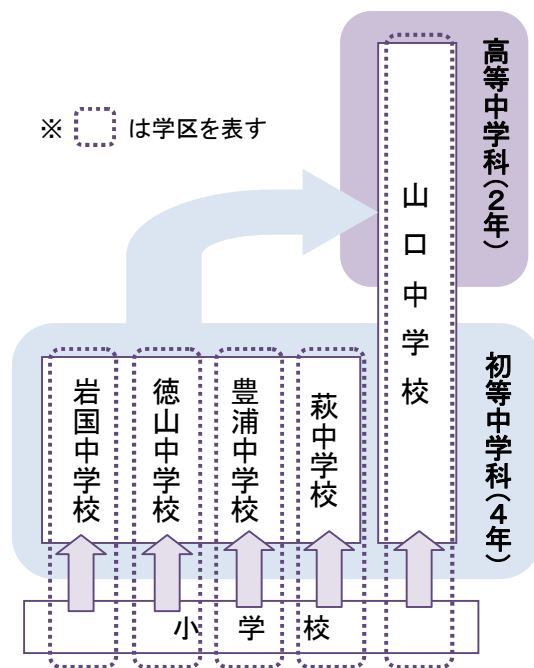 ※ は学区を表す
高等中学科(2年)
山口中学校
初等中学科(4年)
岩国中学校
徳山中学校
豊浦中学校
萩中学校
小学校